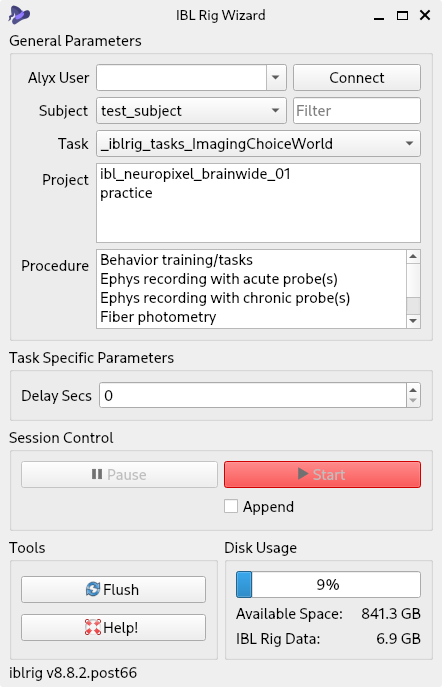 IBL Rig Wizard
General Parameters
Alyx User
Connect
Subject
test_subject
Filter
Task
_iblrig_tasks_ImagingChoiceWorld
Project
ibl_neuropixel_brainwide_01
practice
Procedure
Behavior training/tasks
Ephys recording with acute probe(s)
Ephys recording with chronic probe(s)
Fiber photometry
Task Specific Parameters
Delay Secs
0
Session Control
Pause
Start
Append
Tools
Flush
Help!
Disk Usage
9%
Available Space: 841.3 GB
IBL Rig Data: 6.9 GB
iblrig v8.8.2.post66